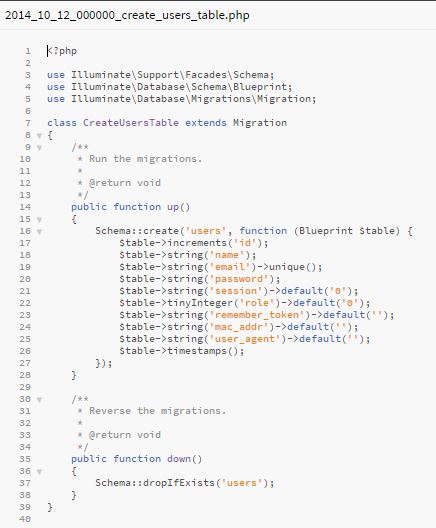 2014_10_12_000000_create_users_table.php
1 <?php
2
3 use Illuminate\Support\Facades\Schema;
4 use Illuminate\Database\Schema\Blueprint;
5 use Illuminate\Database\Migrations\Migration;
6
7 class CreateUsersTable extends Migration
8 {
9     /**
10      * Run the migrations.
11      *
12      * @return void
13      */
14     public function up()
15     {
16         Schema::create('users', function (Blueprint $table) {
17             $table->increments('id');
18             $table->string('name');
19             $table->string('email')->unique();
20             $table->string('password');
21             $table->string('session')->default('0');
22             $table->tinyInteger('role')->default('0');
23             $table->string('remember_token')->default('');
24             $table->string('mac_addr')->default('');
25             $table->string('user_agent')->default('');
26             $table->timestamps();
27         });
28     }
29
30     /**
31      * Reverse the migrations.
32      *
33      * @return void
34      */
35     public function down()
36     {
37         Schema::dropIfExists('users');
38     }
39 }
40